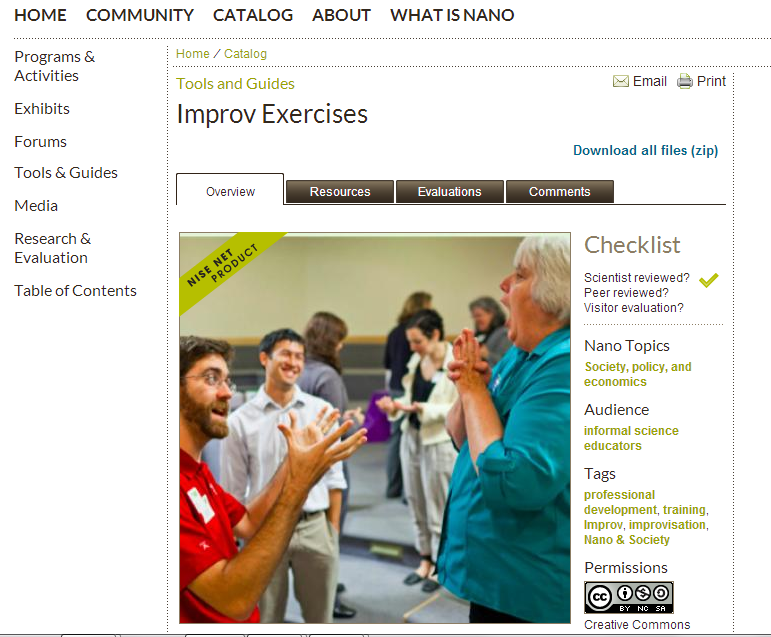 HOME COMMUNITY CATALOG ABOUT WHAT IS NANO
Programs &
Activities
Exhibits
Forums
Tools & Guides
Media
Research &
Evaluation
Table of Contents
Home / Catalog
Tools and Guides
Email Print
Improv Exercises
Download all files (zip)
Overview Resources Evaluations Comments
NISE NET
PRODUCT
Checklist
Scientist reviewed?
Peer reviewed?
Visitor evaluation?
Nano Topics
Society, policy, and
economics
Audience
informal science
educators
Tags
professional
development, training,
Improv, improvisation,
Nano & Society
Permissions
cc
BY NC SA
Creative Commons